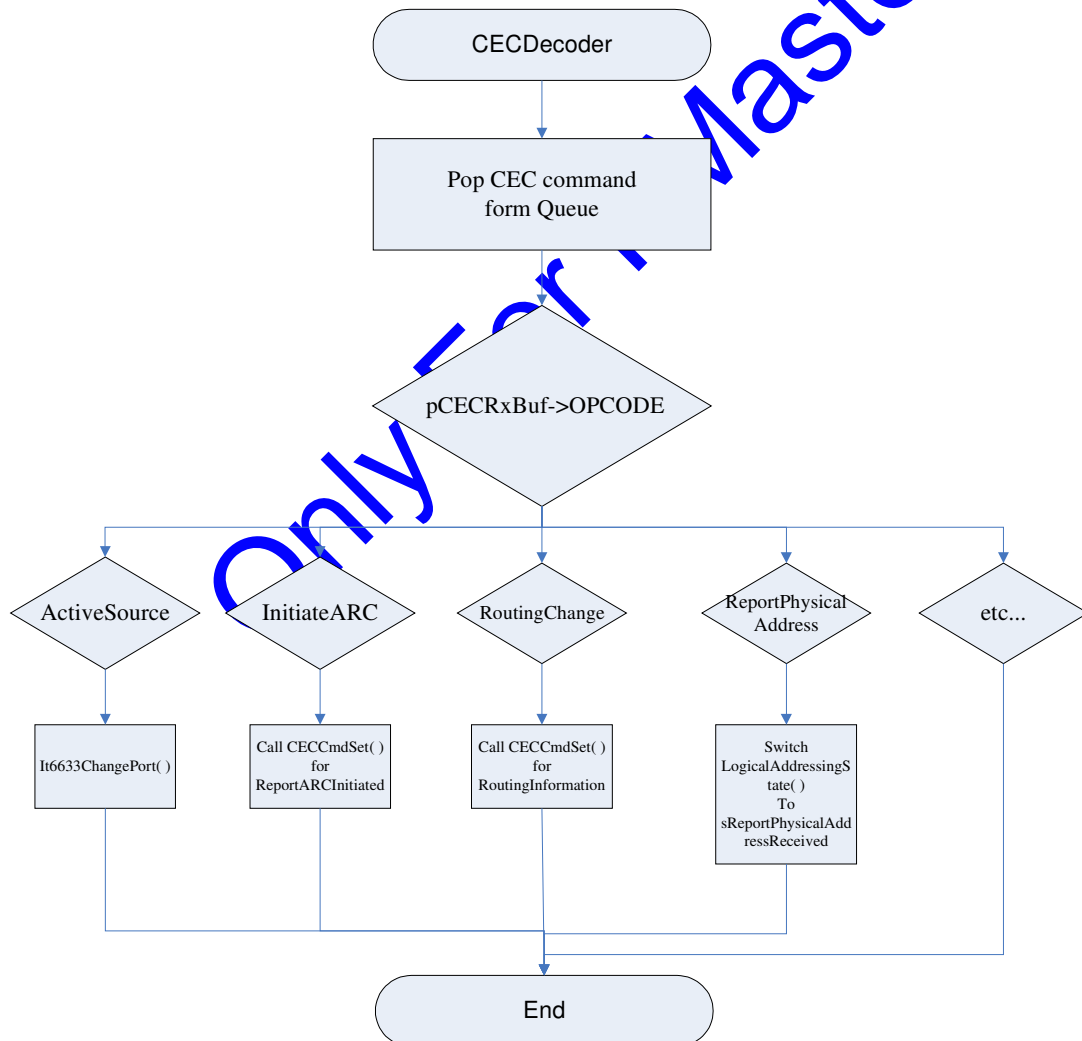 CECDecoder
Pop CEC command
form Queue
pCECRxBuf->OPCODE
ActiveSource
InitiateARC
RoutingChange
ReportPhysical
Address
etc...
It6633ChangePort( )
Call CECCmdSet( )
for
ReportARCInitiated
Call CECCmdSet( )
for
RoutingInformation
Switch
LogicalAddressingS
tate( )
To
sReportPhysicalAdd
ressReceived
End
Only For